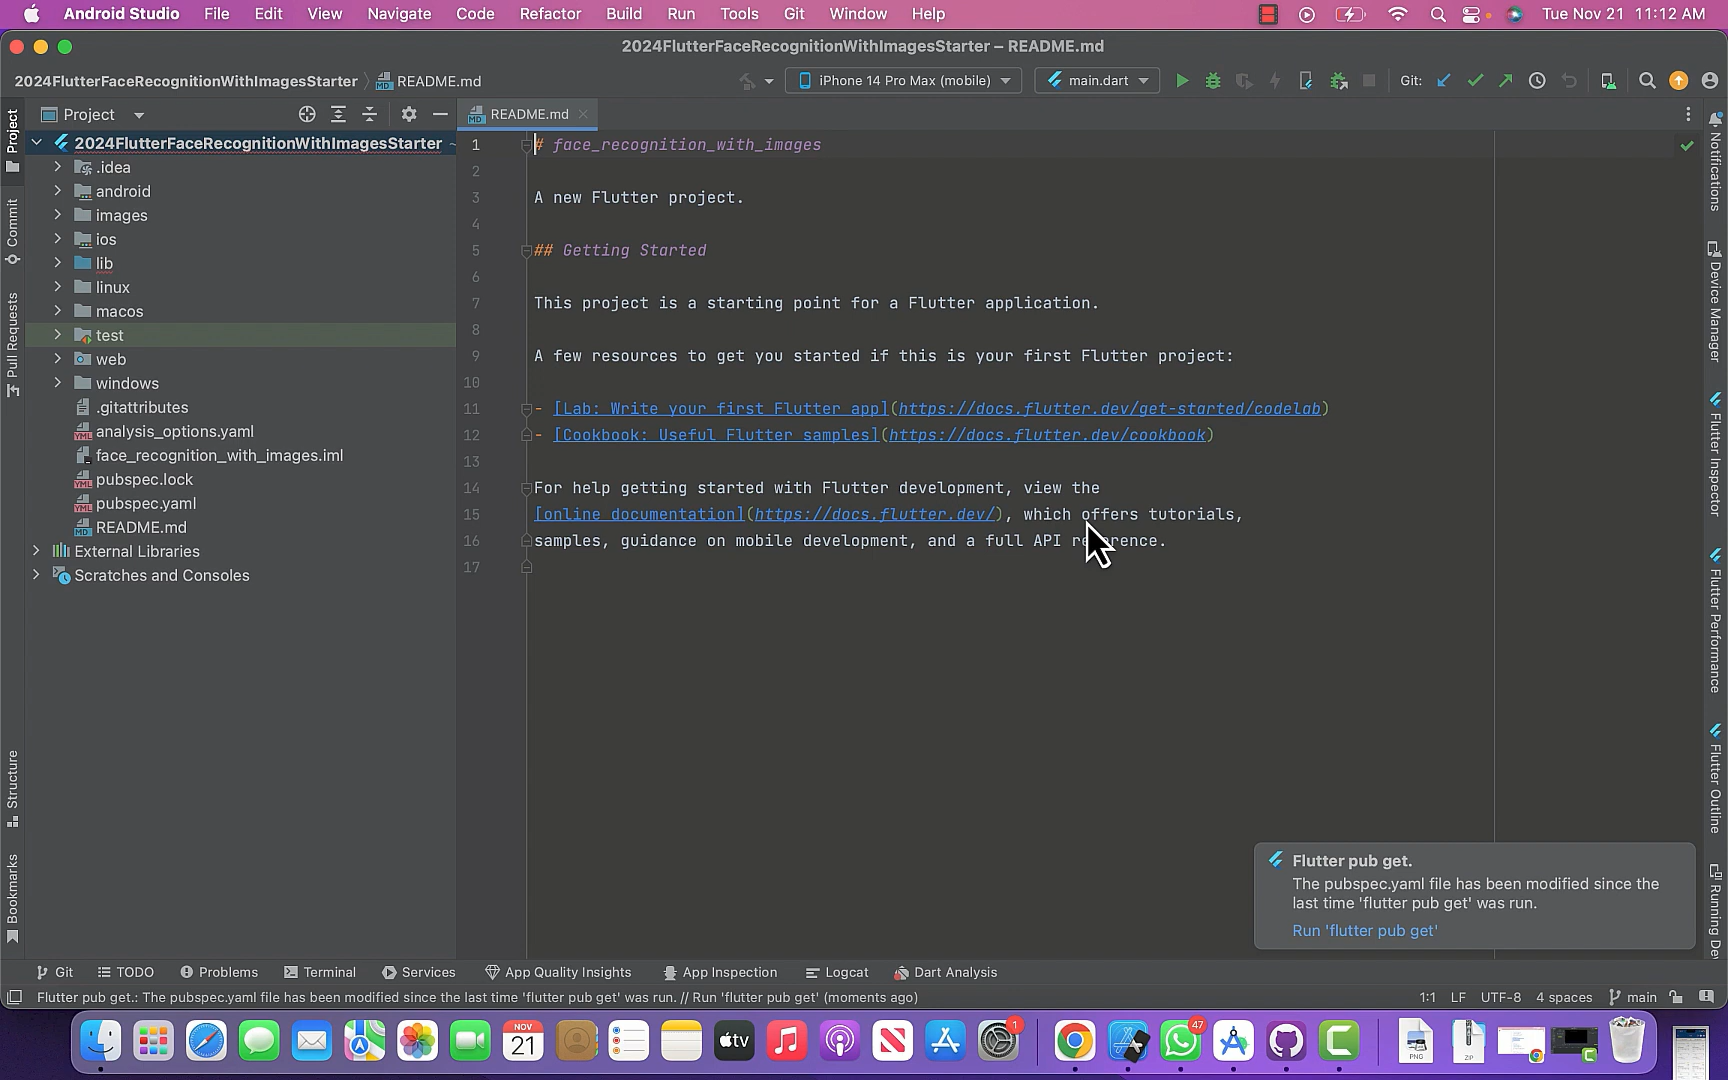 Android Studio File Edit View Navigate Code Refactor Build Run Tools Git Window Help Tue Nov 21 11:12 AM
2024FlutterFaceRecognitionWithImagesStarter – README.md
2024FlutterFaceRecognitionWithImagesStarter README.md iPhone 14 Pro Max (mobile) main.dart Git:
Project README.md
2024FlutterFaceRecognitionWithImagesStarter
.idea
android
images
ios
lib
linux
macos
test
web
windows
.gitattributes
analysis_options.yaml
face_recognition_with_images.iml
pubspec.lock
pubspec.yaml
README.md
External Libraries
Scratches and Consoles
1 # face_recognition_with_images
2
3 A new Flutter project.
4
5 ## Getting Started
6
7 This project is a starting point for a Flutter application.
8
9 A few resources to get you started if this is your first Flutter project:
10
11 - [Lab: Write your first Flutter app](https://docs.flutter.dev/get-started/codelab)
12 - [Cookbook: Useful Flutter samples](https://docs.flutter.dev/cookbook)
13
14 For help getting started with Flutter development, view the
15 [online documentation](https://docs.flutter.dev/), which offers tutorials,
16 samples, guidance on mobile development, and a full API reference.
17
Project
Commit
Pull Requests
Structure
Bookmarks
Notifications
Device Manager
Flutter Inspector
Flutter Performance
Flutter Outline
Running De
Flutter pub get.
The pubspec.yaml file has been modified since the
last time 'flutter pub get' was run.
Run 'flutter pub get'
Git TODO Problems Terminal Services App Quality Insights App Inspection Logcat Dart Analysis
Flutter pub get.: The pubspec.yaml file has been modified since the last time 'flutter pub get' was run. // Run 'flutter pub get' (moments ago) 1:1 LF UTF-8 4 spaces main
NOV
21
tv
1
47
PNG
ZIP